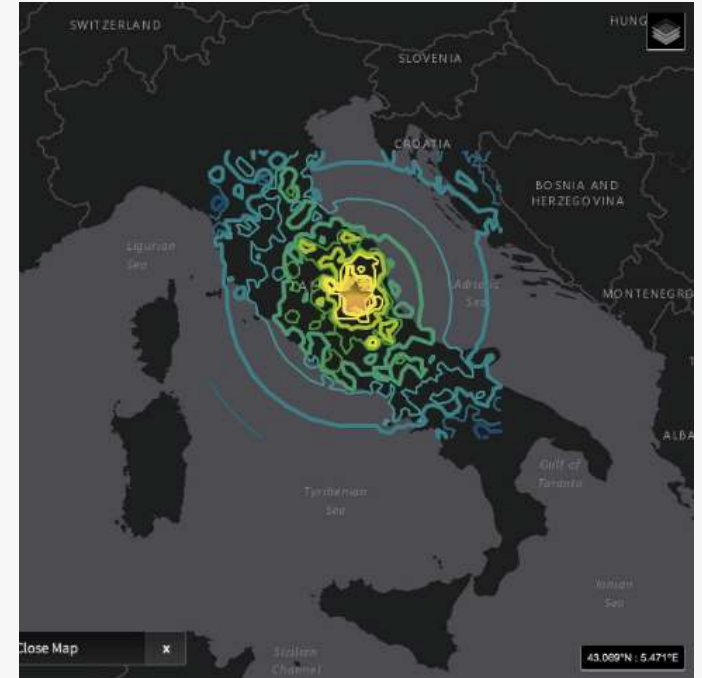 SWITZERLAND
HUNG
SLOVENIA
CROATIA
BOSNIA AND
HERZEGOVINA
Ligurian
Sea
Adriatic
Sea
MONTENEGRO
ALBA
Gulf of
Taranto
Tyrrhenian
Sea
Ionian
Sea
Close Map x
43.069°N : 5.471°E
Sicilian
Channel